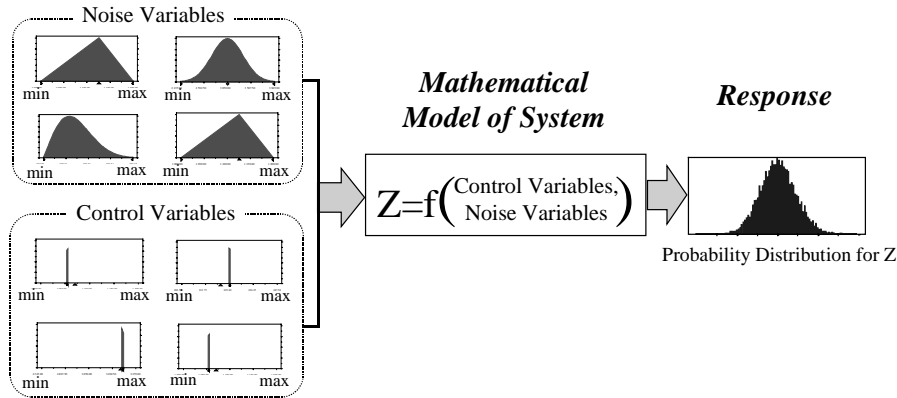 Noise Variables
min max
min max
min max
min max
Control Variables
min max
min max
min max
min max
Mathematical
Model of System
Z=f(Control Variables,
Noise Variables)
Response
Probability Distribution for Z